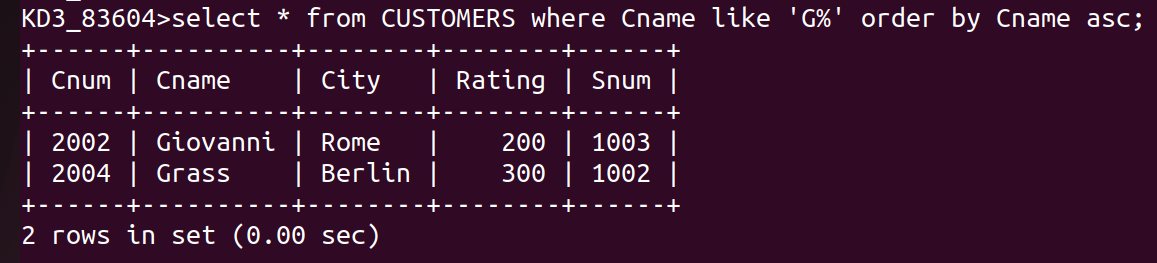 KD3_83604>select * from CUSTOMERS where Cname like 'G%' order by Cname asc;
+------+----------+--------+--------+------+
| Cnum | Cname    | City   | Rating | Snum |
+------+----------+--------+--------+------+
| 2002 | Giovanni | Rome   |    200 | 1003 |
| 2004 | Grass    | Berlin |    300 | 1002 |
+------+----------+--------+--------+------+
2 rows in set (0.00 sec)